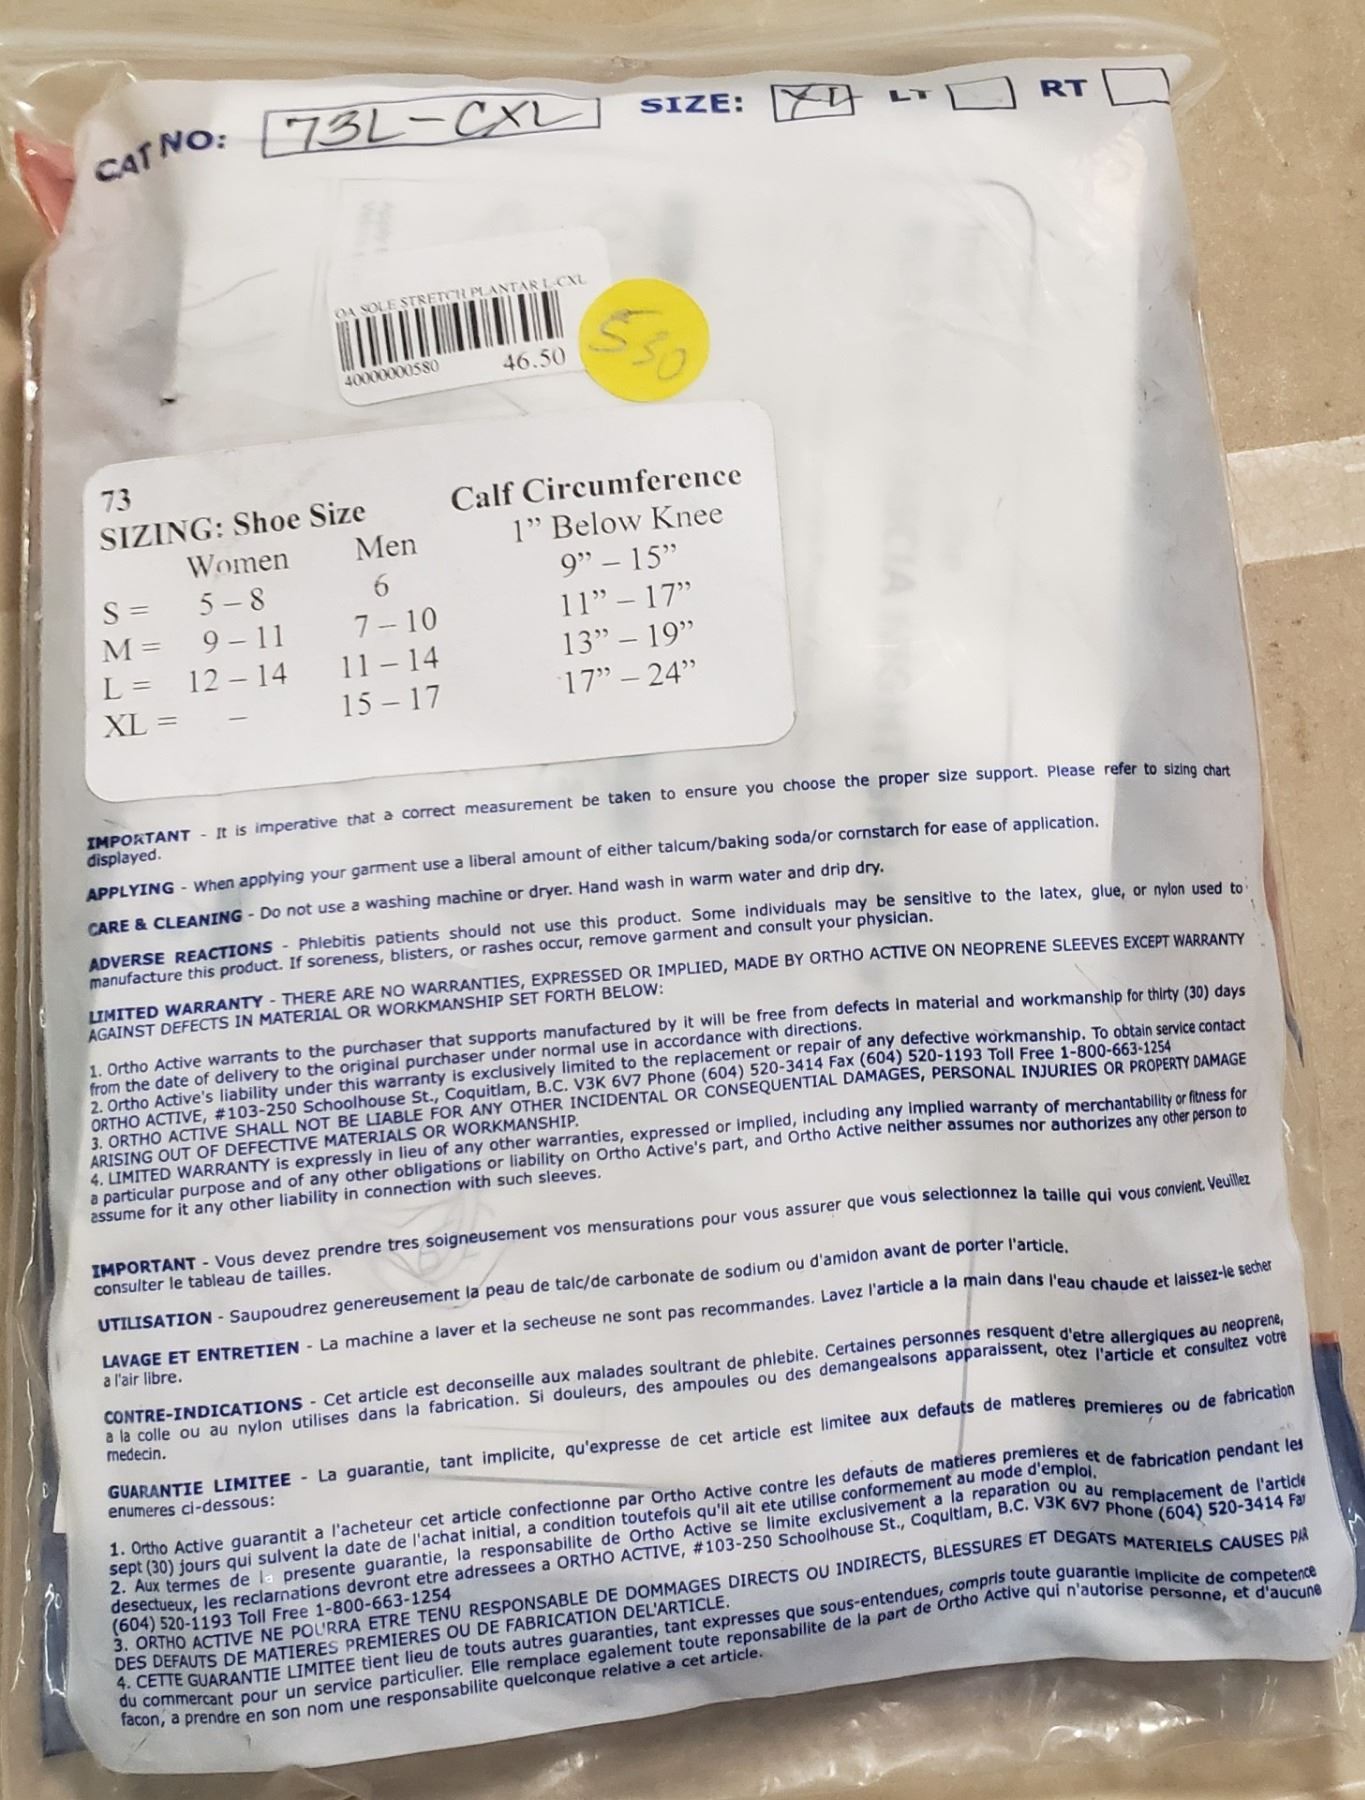 CAT NO: 73L-CXL SIZE: XL LT RT
OA SOLE STRETCH PLANTAR L-CXL
40000000580 46.50
530
73
SIZING: Shoe Size Calf Circumference
Women Men 1” Below Knee
S = 5 – 8 6 9” – 15”
M = 9 – 11 7 – 10 11” – 17”
L = 12 – 14 11 – 14 13” – 19”
XL = – 15 – 17 17” – 24”
IMPORTANT - It is imperative that a correct measurement be taken to ensure you choose the proper size support. Please refer to sizing chart
displayed.
APPLYING - When applying your garment use a liberal amount of either talcum/baking soda/or cornstarch for ease of application.
CARE & CLEANING - Do not use a washing machine or dryer. Hand wash in warm water and drip dry.
ADVERSE REACTIONS - Phlebitis patients should not use this product. Some individuals may be sensitive to the latex, glue, or nylon used to
manufacture this product. If soreness, blisters, or rashes occur, remove garment and consult your physician.
LIMITED WARRANTY - THERE ARE NO WARRANTIES, EXPRESSED OR IMPLIED, MADE BY ORTHO ACTIVE ON NEOPRENE SLEEVES EXCEPT WARRANTY
AGAINST DEFECTS IN MATERIAL OR WORKMANSHIP SET FORTH BELOW:
1. Ortho Active warrants to the purchaser that supports manufactured by it will be free from defects in material and workmanship for thirty (30) days
from the date of delivery to the original purchaser under normal use in accordance with directions.
2. Ortho Active's liability under this warranty is exclusively limited to the replacement or repair of any defective workmanship. To obtain service contact
ORTHO ACTIVE, #103-250 Schoolhouse St., Coquitlam, B.C. V3K 6V7 Phone (604) 520-3414 Fax (604) 520-1193 Toll Free 1-800-663-1254
3. ORTHO ACTIVE SHALL NOT BE LIABLE FOR ANY OTHER INCIDENTAL OR CONSEQUENTIAL DAMAGES, PERSONAL INJURIES OR PROPERTY DAMAGE
ARISING OUT OF DEFECTIVE MATERIALS OR WORKMANSHIP.
4. LIMITED WARRANTY is expressly in lieu of any other warranties, expressed or implied, including any implied warranty of merchantability or fitness for
a particular purpose and of any other obligations or liability on Ortho Active's part, and Ortho Active neither assumes nor authorizes any other person to
assume for it any other liability in connection with such sleeves.
IMPORTANT - Vous devez prendre tres soigneusement vos mensurations pour vous assurer que vous selectionnez la taille qui vous convient. Veuillez
consulter le tableau de tailles.
UTILISATION - Saupoudrez genereusement la peau de talc/de carbonate de sodium ou d'amidon avant de porter l'article.
LAVAGE ET ENTRETIEN - La machine a laver et la secheuse ne sont pas recommandes. Lavez l'article a la main dans l'eau chaude et laissez-le secher
a l'air libre.
CONTRE-INDICATIONS - Cet article est deconseille aux malades soultrant de phlebite. Certaines personnes resquent d'etre allergiques au neoprene,
a la colle ou au nylon utilises dans la fabrication. Si douleurs, des ampoules ou des demangealsons apparaissent, otez l'article et consultez votre
medecin.
GUARANTIE LIMITEE - La guarantie, tant implicite, qu'expresse de cet article est limitee aux defauts de matieres premieres ou de fabrication
enumeres ci-dessous:
1. Ortho Active guarantit a l'acheteur cet article confectionne par Ortho Active contre les defauts de matieres premieres et de fabrication pendant les
sept (30) jours qui sulvent la date de l'achat initial, a condition toutefois qu'il ait ete utilise conformement au mode d'emploi.
2. Aux termes de la presente guarantie, la responsabilite de Ortho Active se limite exclusivement a la reparation ou au remplacement de l'article
desectueux, les reclamations devront etre adressees a ORTHO ACTIVE, #103-250 Schoolhouse St., Coquitlam, B.C. V3K 6V7 Phone (604) 520-3414 Fax
(604) 520-1193 Toll Free 1-800-663-1254
3. ORTHO ACTIVE NE POURRA ETRE TENU RESPONSABLE DE DOMMAGES DIRECTS OU INDIRECTS, BLESSURES ET DEGATS MATERIELS CAUSES PAR
DES DEFAUTS DE MATIERES PREMIERES OU DE FABRICATION DEL'ARTICLE.
4. CETTE GUARANTIE LIMITEE tient lieu de touts autres guaranties, tant expresses que sous-entendues, compris toute guarantie implicite de competence
du commercant pour un service particulier. Elle remplace egalement toute reponsabilite de la part de Ortho Active qui n'autorise personne, et d'aucune
facon, a prendre en son nom une responsabilite quelconque relative a cet article.